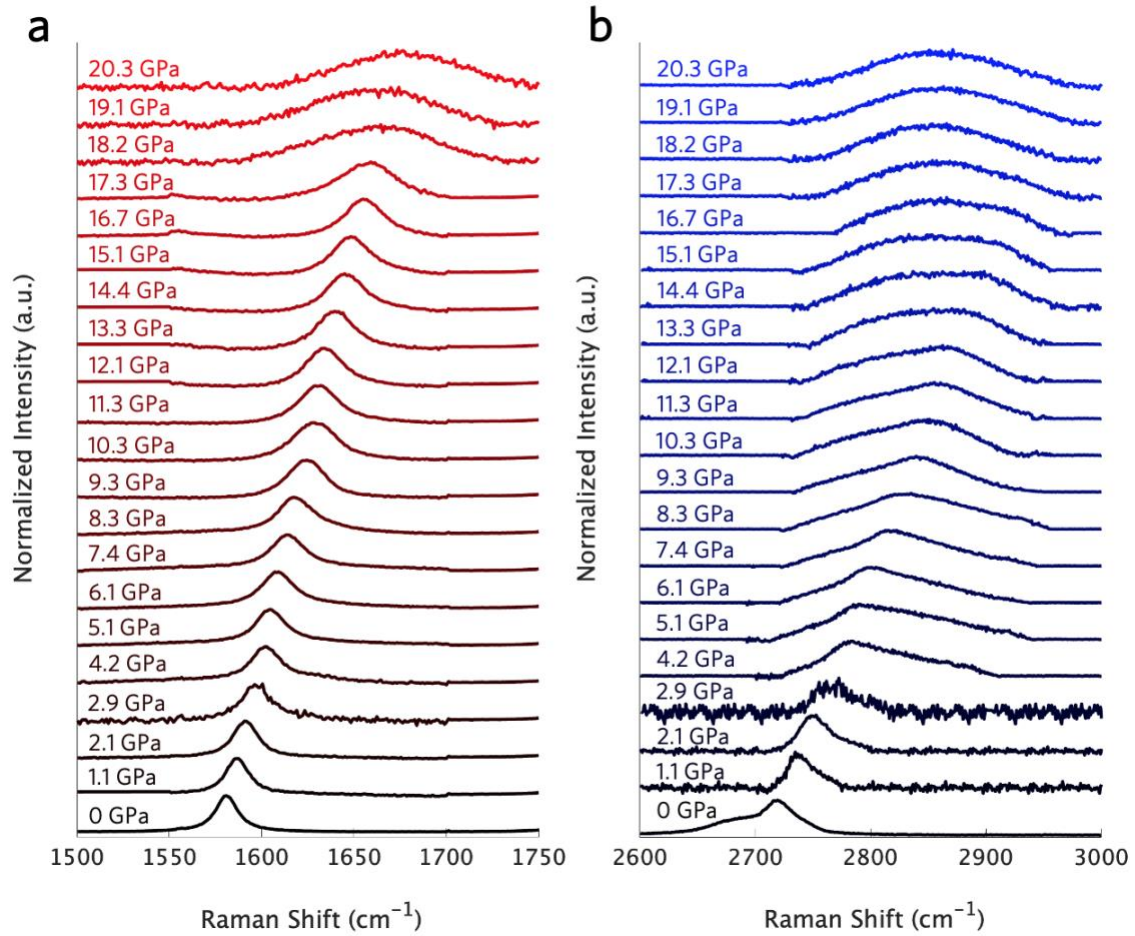 a
20.3 GPa
19.1 GPa
18.2 GPa
17.3 GPa
16.7 GPa
15.1 GPa
14.4 GPa
13.3 GPa
12.1 GPa
11.3 GPa
10.3 GPa
9.3 GPa
8.3 GPa
7.4 GPa
6.1 GPa
5.1 GPa
4.2 GPa
2.9 GPa
2.1 GPa
1.1 GPa
0 GPa
Normalized Intensity (a.u.)
1500 1550 1600 1650 1700 1750
Raman Shift (cm⁻¹)
b
20.3 GPa
19.1 GPa
18.2 GPa
17.3 GPa
16.7 GPa
15.1 GPa
14.4 GPa
13.3 GPa
12.1 GPa
11.3 GPa
10.3 GPa
9.3 GPa
8.3 GPa
7.4 GPa
6.1 GPa
5.1 GPa
4.2 GPa
2.9 GPa
2.1 GPa
1.1 GPa
0 GPa
Normalized Intensity (a.u.)
2600 2700 2800 2900 3000
Raman Shift (cm⁻¹)